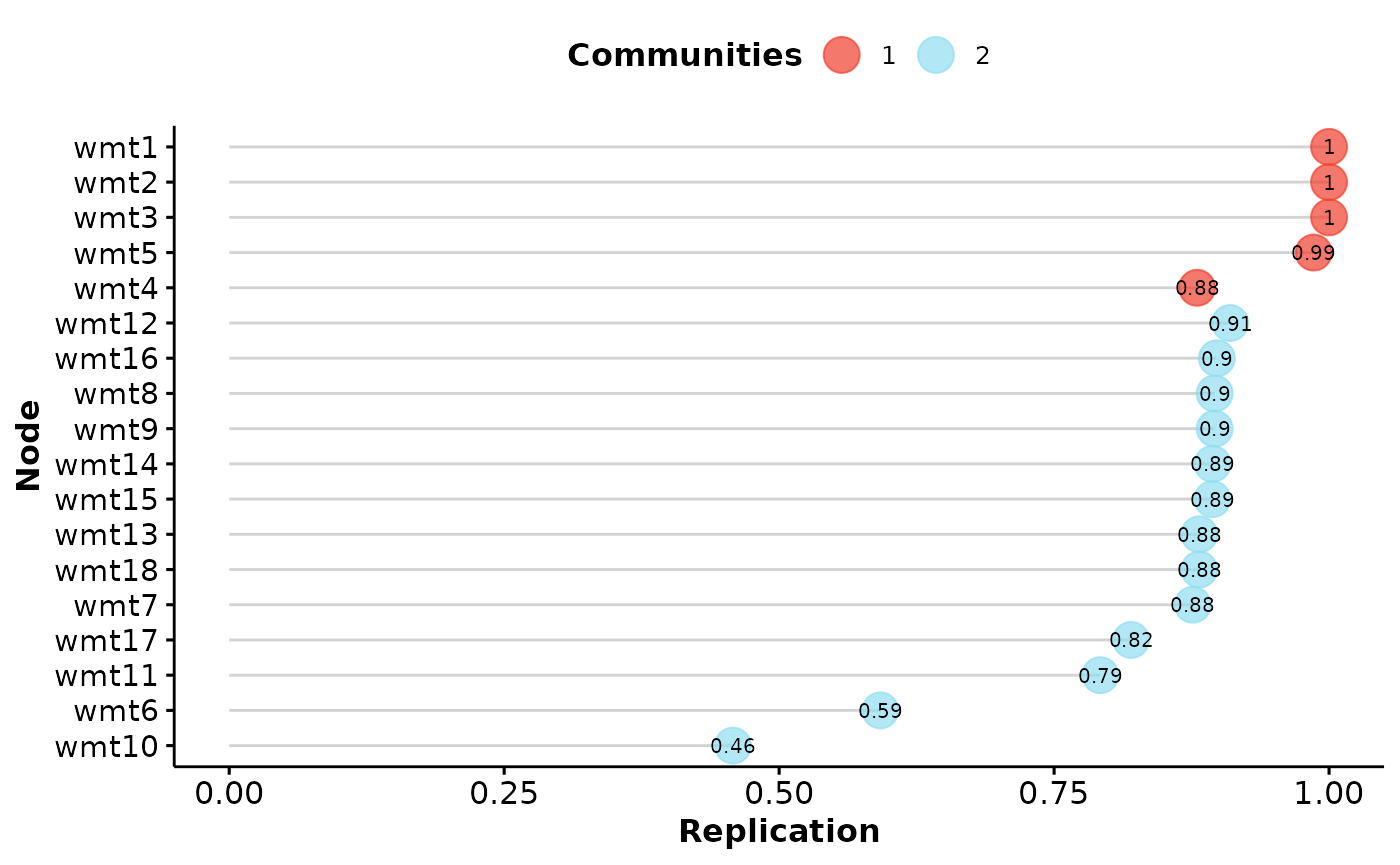 Communities 1 2
wmt1 1
wmt2 1
wmt3 1
wmt5 0.99
wmt4 0.88
wmt12 0.91
wmt16 0.9
wmt8 0.9
wmt9 0.9
wmt14 0.89
wmt15 0.89
wmt13 0.88
wmt18 0.88
wmt7 0.88
wmt17 0.82
wmt11 0.79
wmt6 0.59
wmt10 0.46
Node
0.00 0.25 0.50 0.75 1.00
Replication